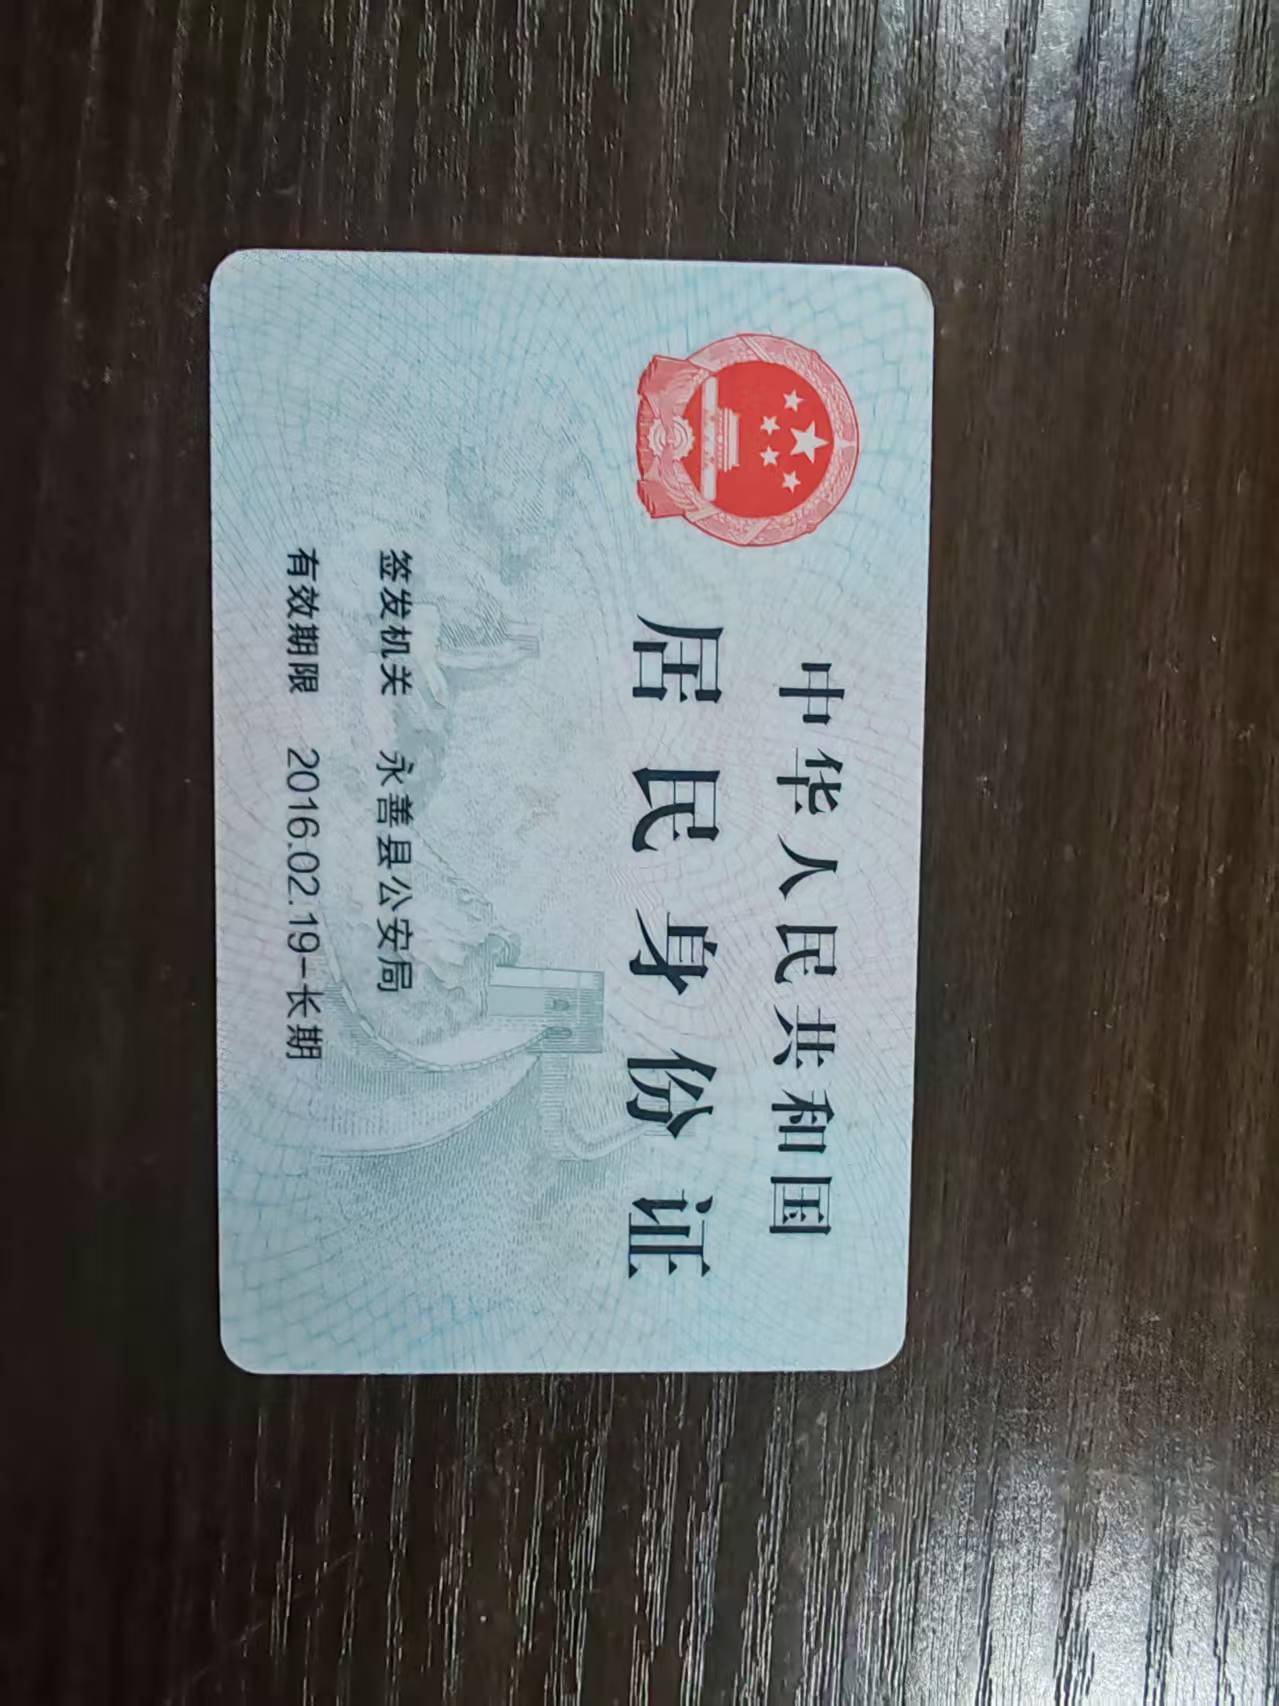 中华人民共和国
居民身份证
签发机关 永善县公安局
有效期限 2016.02.19-长期